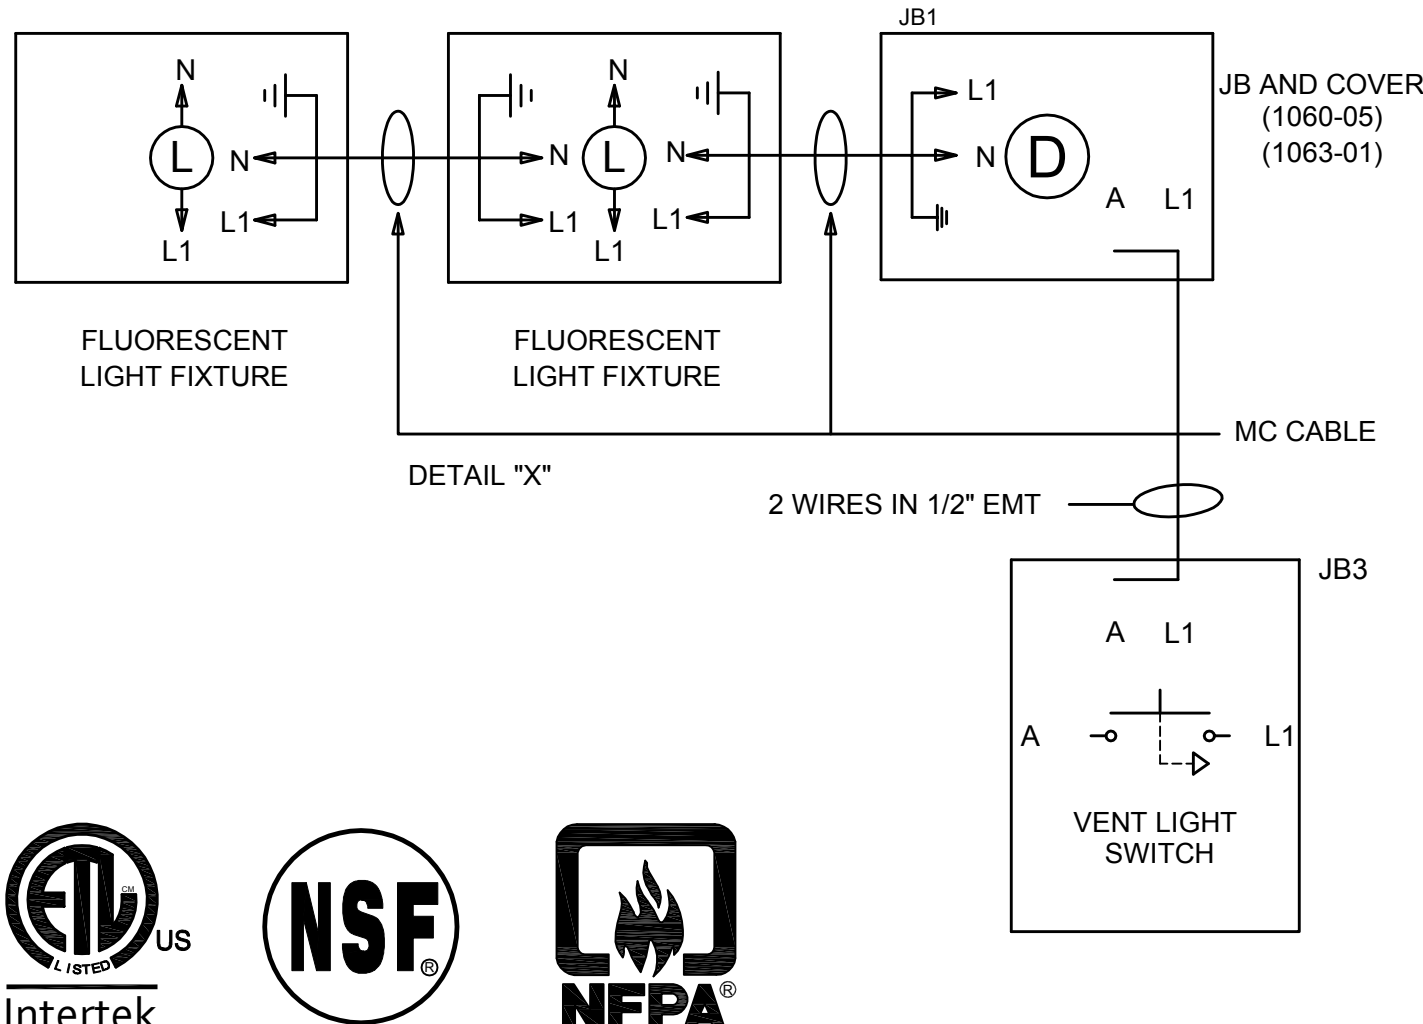 JB1
N
L
N
L1
L1
N
L1
N
L
L1
N
L1
L1
N
D
A L1
JB AND COVER
(1060-05)
(1063-01)
FLUORESCENT
LIGHT FIXTURE
FLUORESCENT
LIGHT FIXTURE
MC CABLE
DETAIL "X"
2 WIRES IN 1/2" EMT
JB3
A L1
A L1
VENT LIGHT
SWITCH
ETL
CM
LISTED
US
Intertek
NSF®
NFPA®